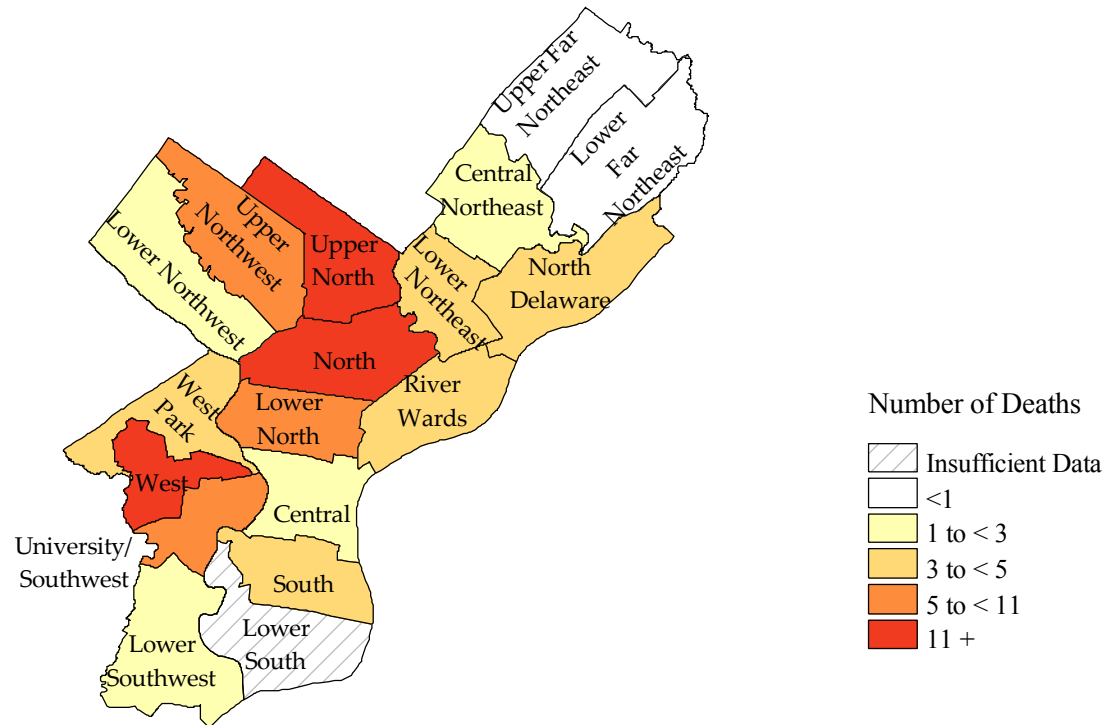 Upper Far
Northeast
Lower
Far
Northeast
Central
Northeast
Upper
Northwest
Lower Northwest
Upper
North
Lower
Northeast
North
Delaware
North
River
Wards
West
Park
Lower
North
West
Central
University/
Southwest
South
Lower
South
Lower
Southwest
Number of Deaths
Insufficient Data
<1
1 to < 3
3 to < 5
5 to < 11
11 +